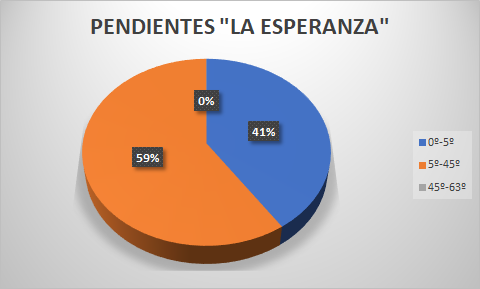 PENDIENTES "LA ESPERANZA"
0%
41%
59%
0º-5º
5º-45º
45º-63º